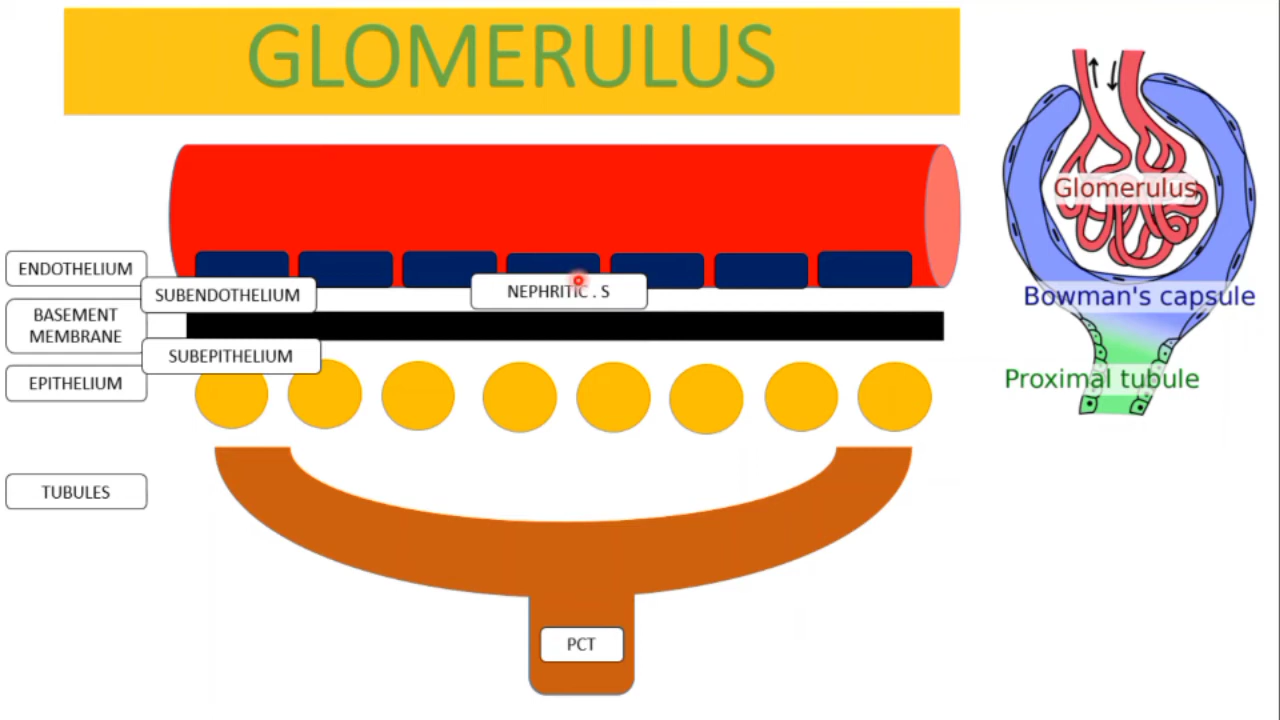 GLOMERULUS
Glomerulus
ENDOTHELIUM
SUBENDOTHELIUM
NEPHRITIC . S
Bowman's capsule
BASEMENT
MEMBRANE
SUBEPITHELIUM
EPITHELIUM
Proximal tubule
TUBULES
PCT